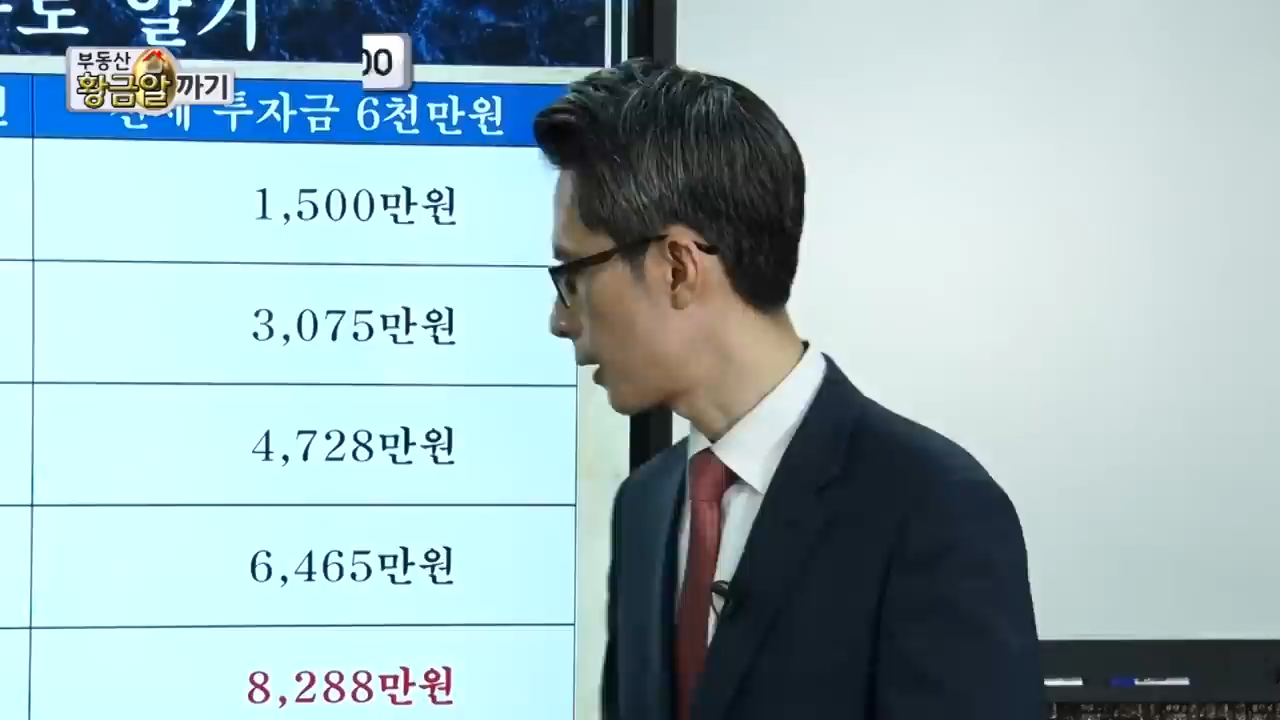 알기
부동산
황금알까기
00
투자금 6천만원
1,500만원
3,075만원
4,728만원
6,465만원
8,288만원